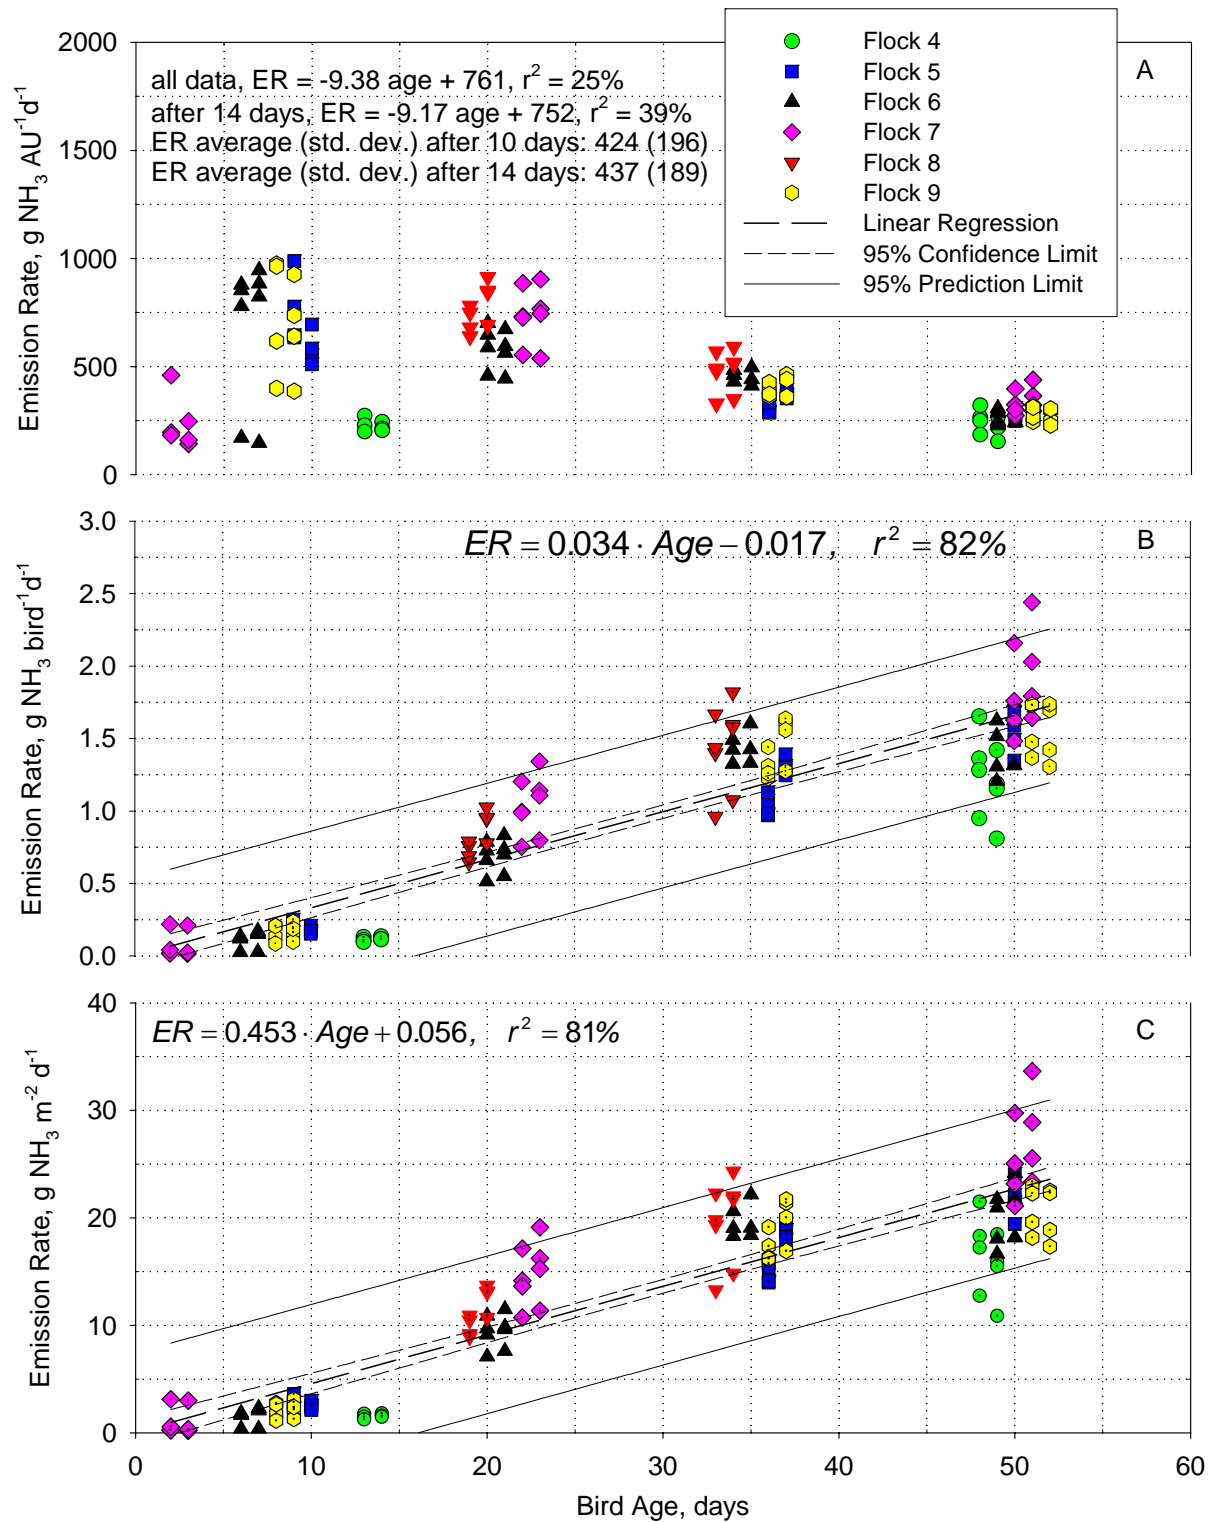 Flock 4
Flock 5
Flock 6
Flock 7
Flock 8
Flock 9
Linear Regression
95% Confidence Limit
95% Prediction Limit
A
all data, ER = -9.38 age + 761, r² = 25%
after 14 days, ER = -9.17 age + 752, r² = 39%
ER average (std. dev.) after 10 days: 424 (196)
ER average (std. dev.) after 14 days: 437 (189)
Emission Rate, g NH₃ AU⁻¹d⁻¹
2000
1500
1000
500
0
B
ER = 0.034 · Age − 0.017, r² = 82%
Emission Rate, g NH₃ bird⁻¹d⁻¹
3.0
2.5
2.0
1.5
1.0
0.5
0.0
C
ER = 0.453 · Age + 0.056, r² = 81%
Emission Rate, g NH₃ m⁻² d⁻¹
40
30
20
10
0
0 10 20 30 40 50 60
Bird Age, days